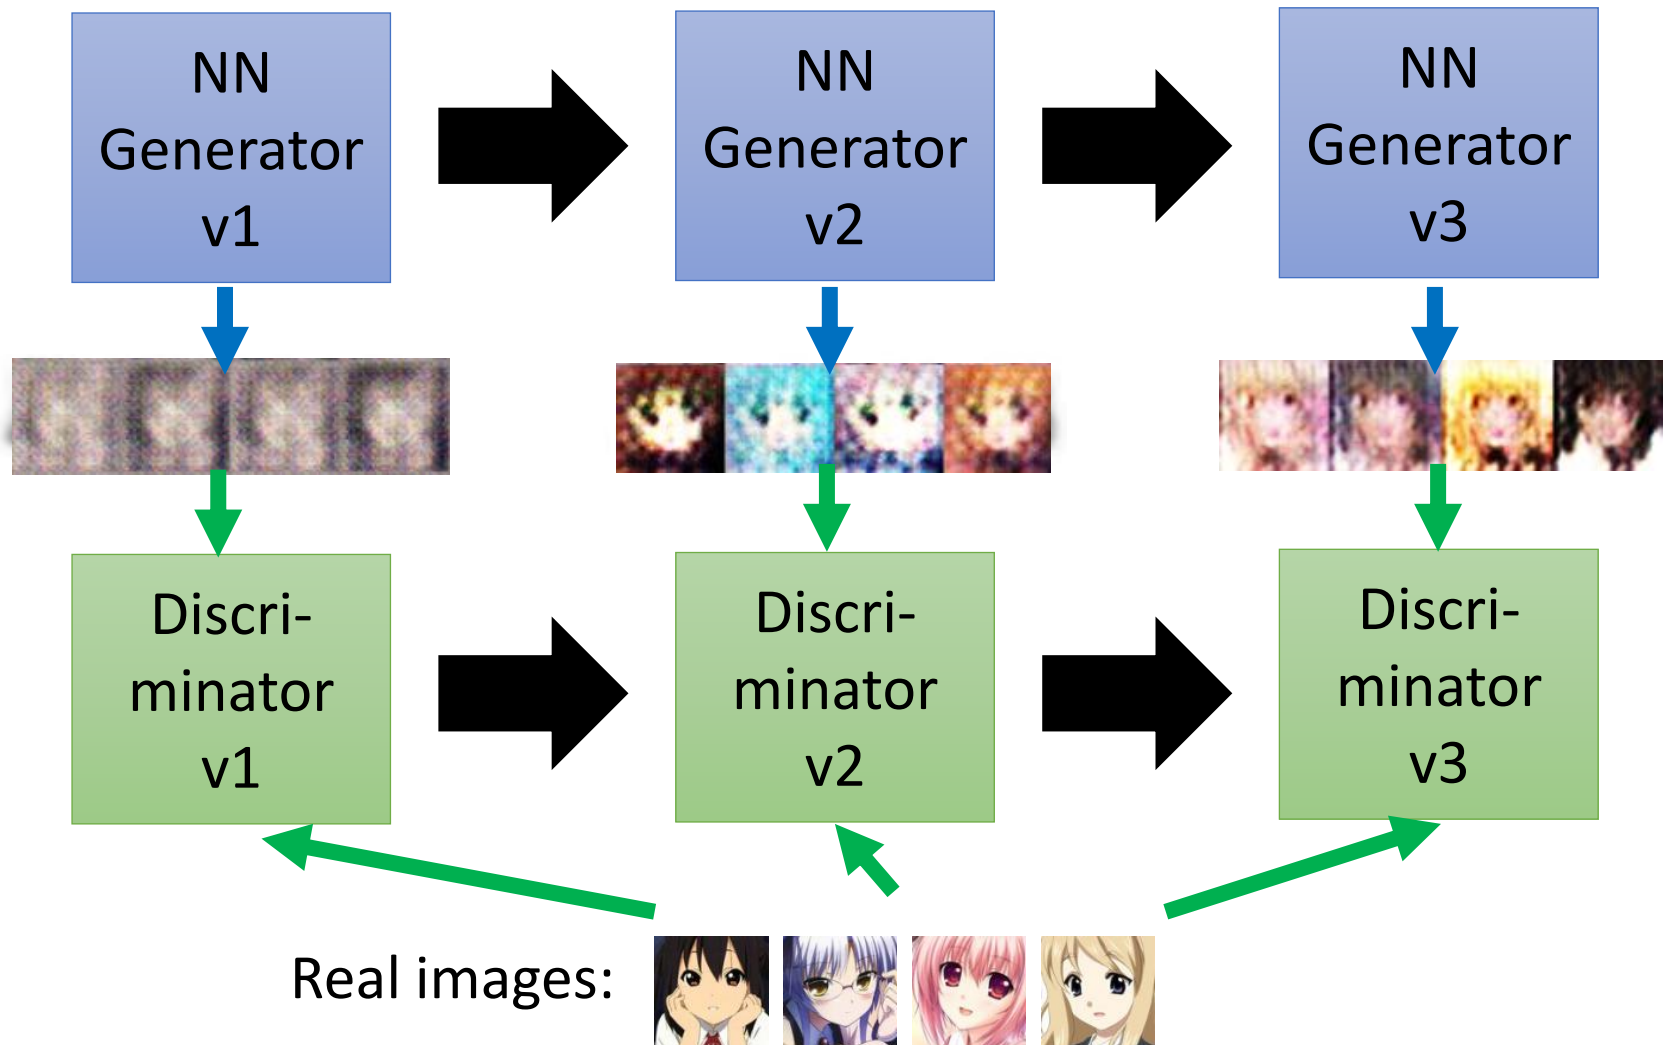 NN
Generator
v1
NN
Generator
v2
NN
Generator
v3
Discri-
minator
v1
Discri-
minator
v2
Discri-
minator
v3
Real images: